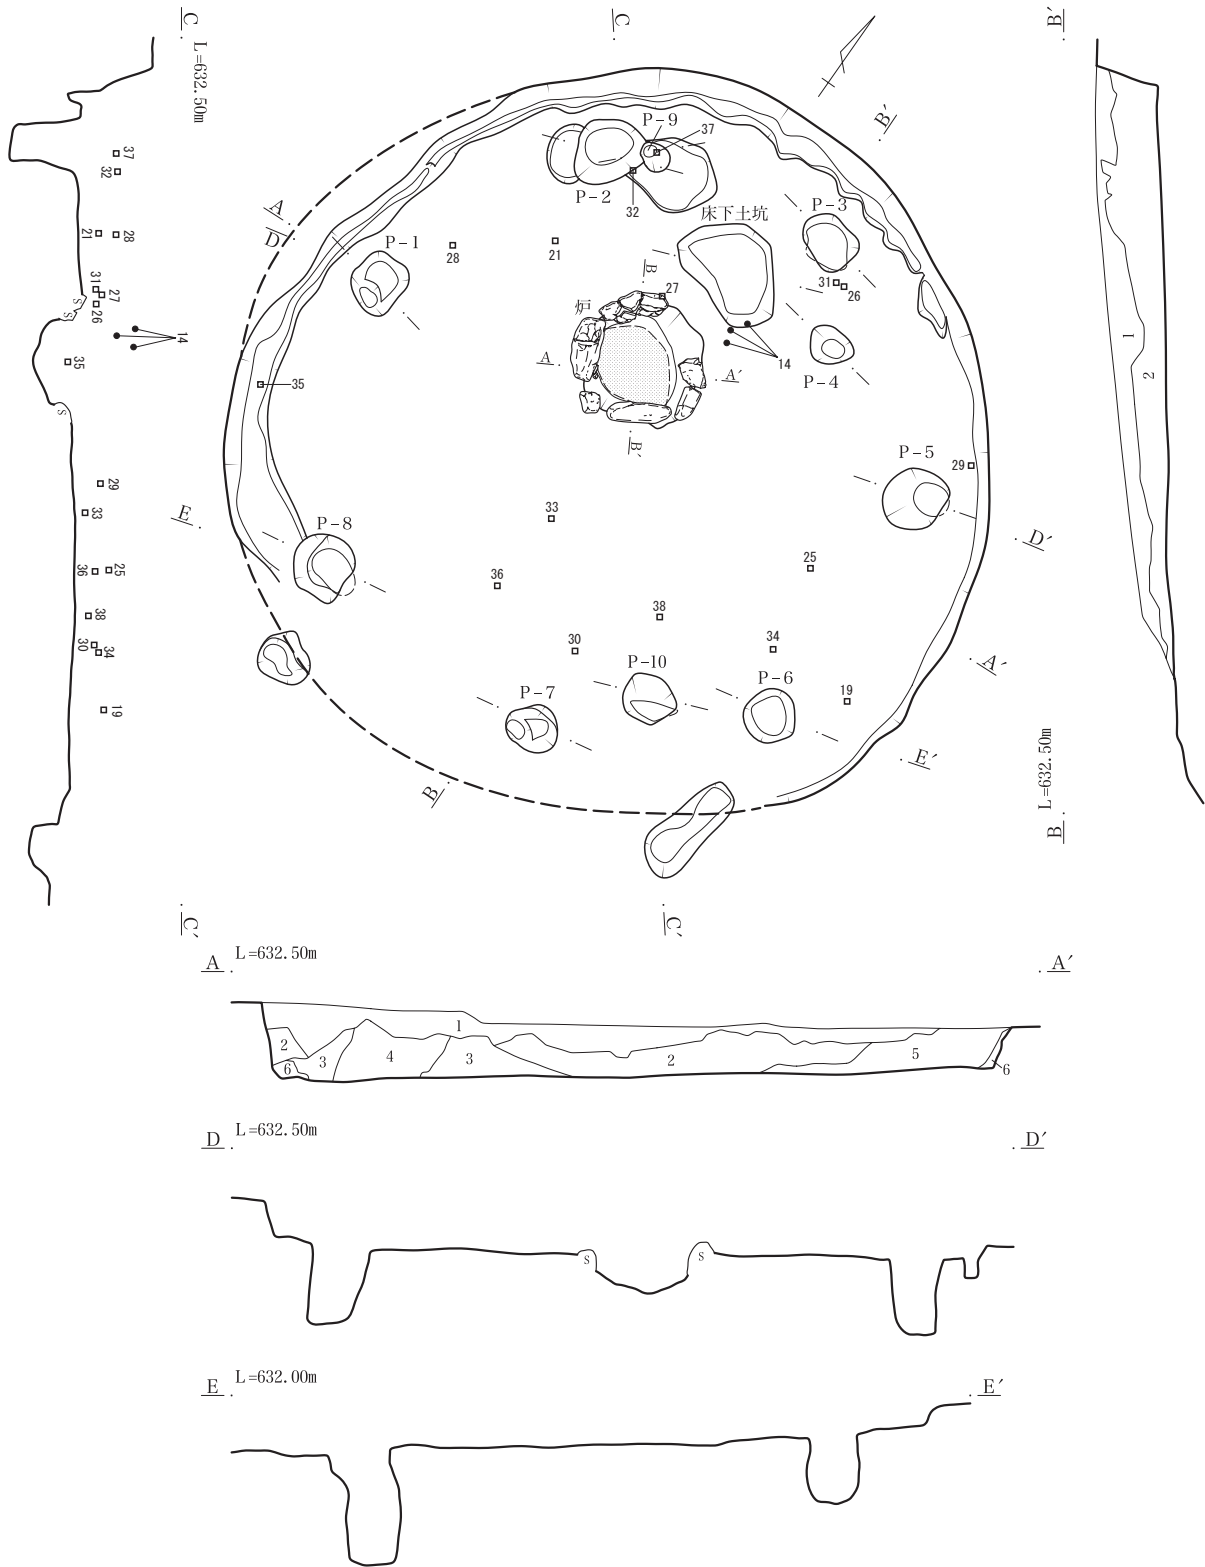 C
L=632.50m
37
32
21
28
31
27
26
S
S
14
35
S
29
33
36
25
38
30
34
19
C′
C
B′
P-9
37
P-2
32
床下土坑
P-3
A
D
P-1
28
21
B
27
炉
31
26
A
A′
14
P-4
35
B′
29
P-5
E
P-8
33
D′
36
25
38
30
34
A′
P-10
P-6
P-7
19
E′
B
C′
B′
1
2
L=632.50m
B
A
L=632.50m
A′
1
2
3
4
3
2
5
6
6
D
L=632.50m
D′
S
S
E
L=632.00m
E′